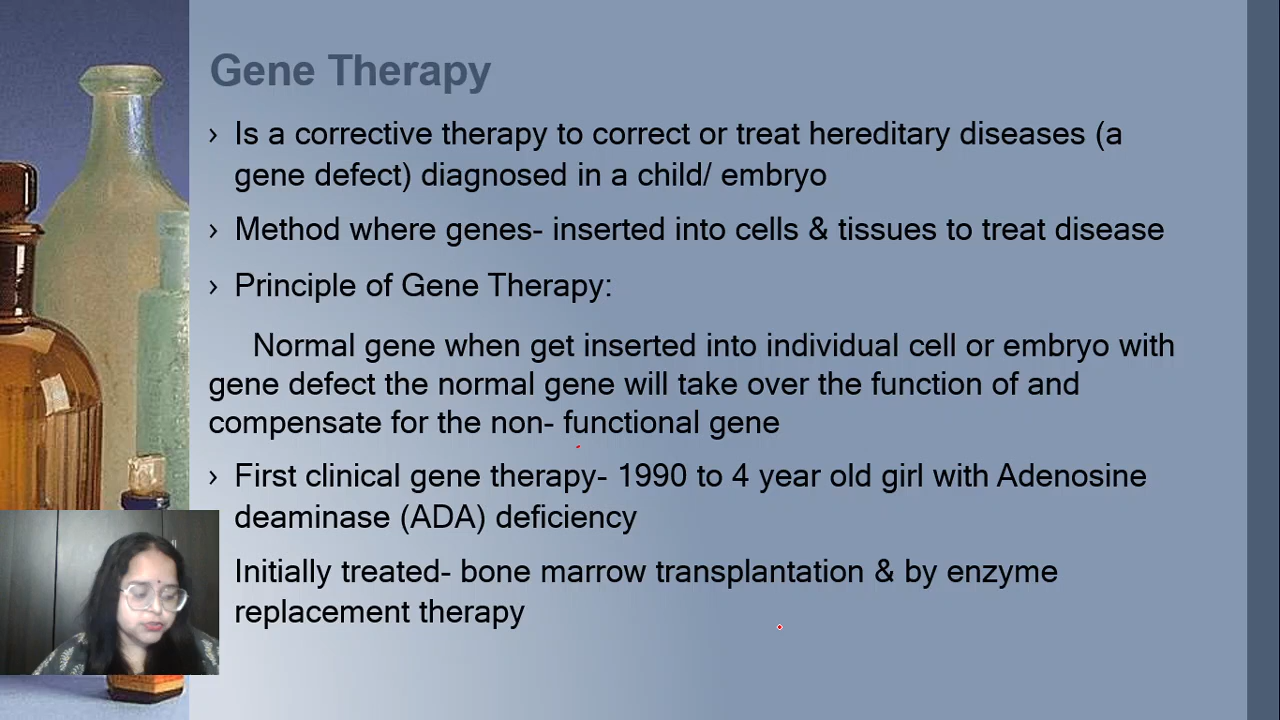 Gene Therapy
› Is a corrective therapy to correct or treat hereditary diseases (a
gene defect) diagnosed in a child/ embryo
› Method where genes- inserted into cells & tissues to treat disease
› Principle of Gene Therapy:
Normal gene when get inserted into individual cell or embryo with
gene defect the normal gene will take over the function of and
compensate for the non- functional gene
› First clinical gene therapy- 1990 to 4 year old girl with Adenosine
deaminase (ADA) deficiency
Initially treated- bone marrow transplantation & by enzyme
replacement therapy